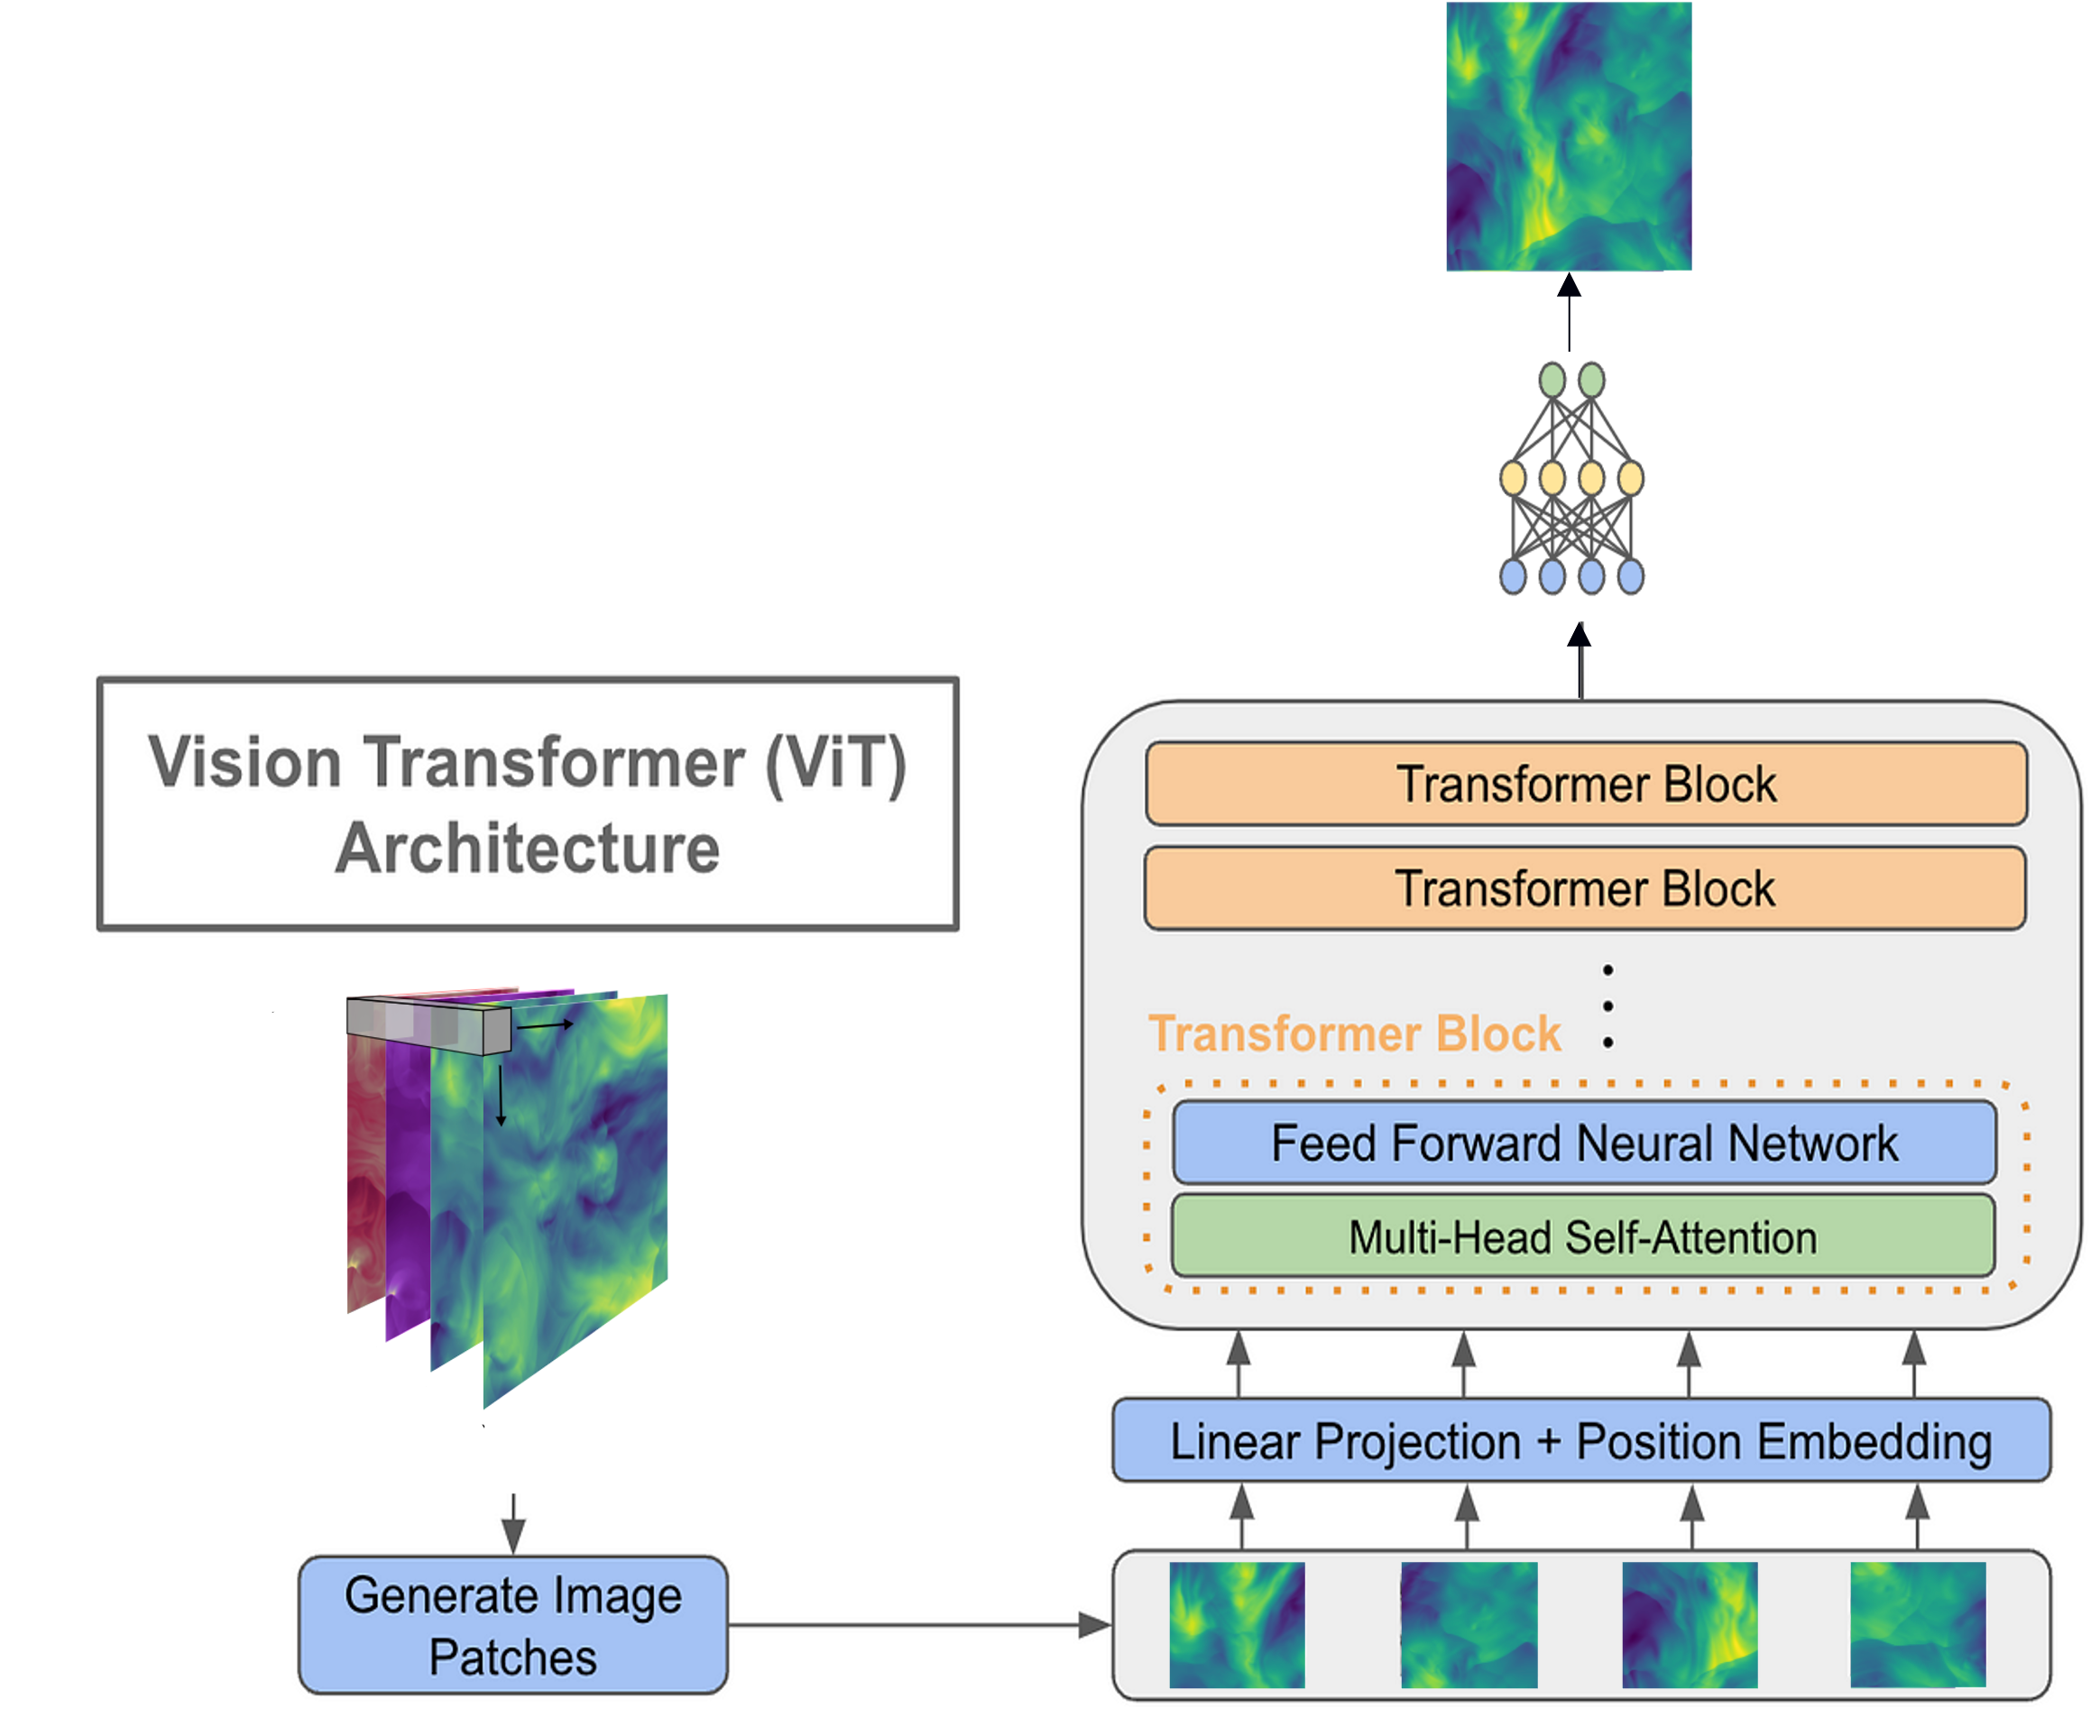 Vision Transformer (ViT)
Architecture
Generate Image
Patches
Transformer Block
Transformer Block
Transformer Block
Feed Forward Neural Network
Multi-Head Self-Attention
Linear Projection + Position Embedding